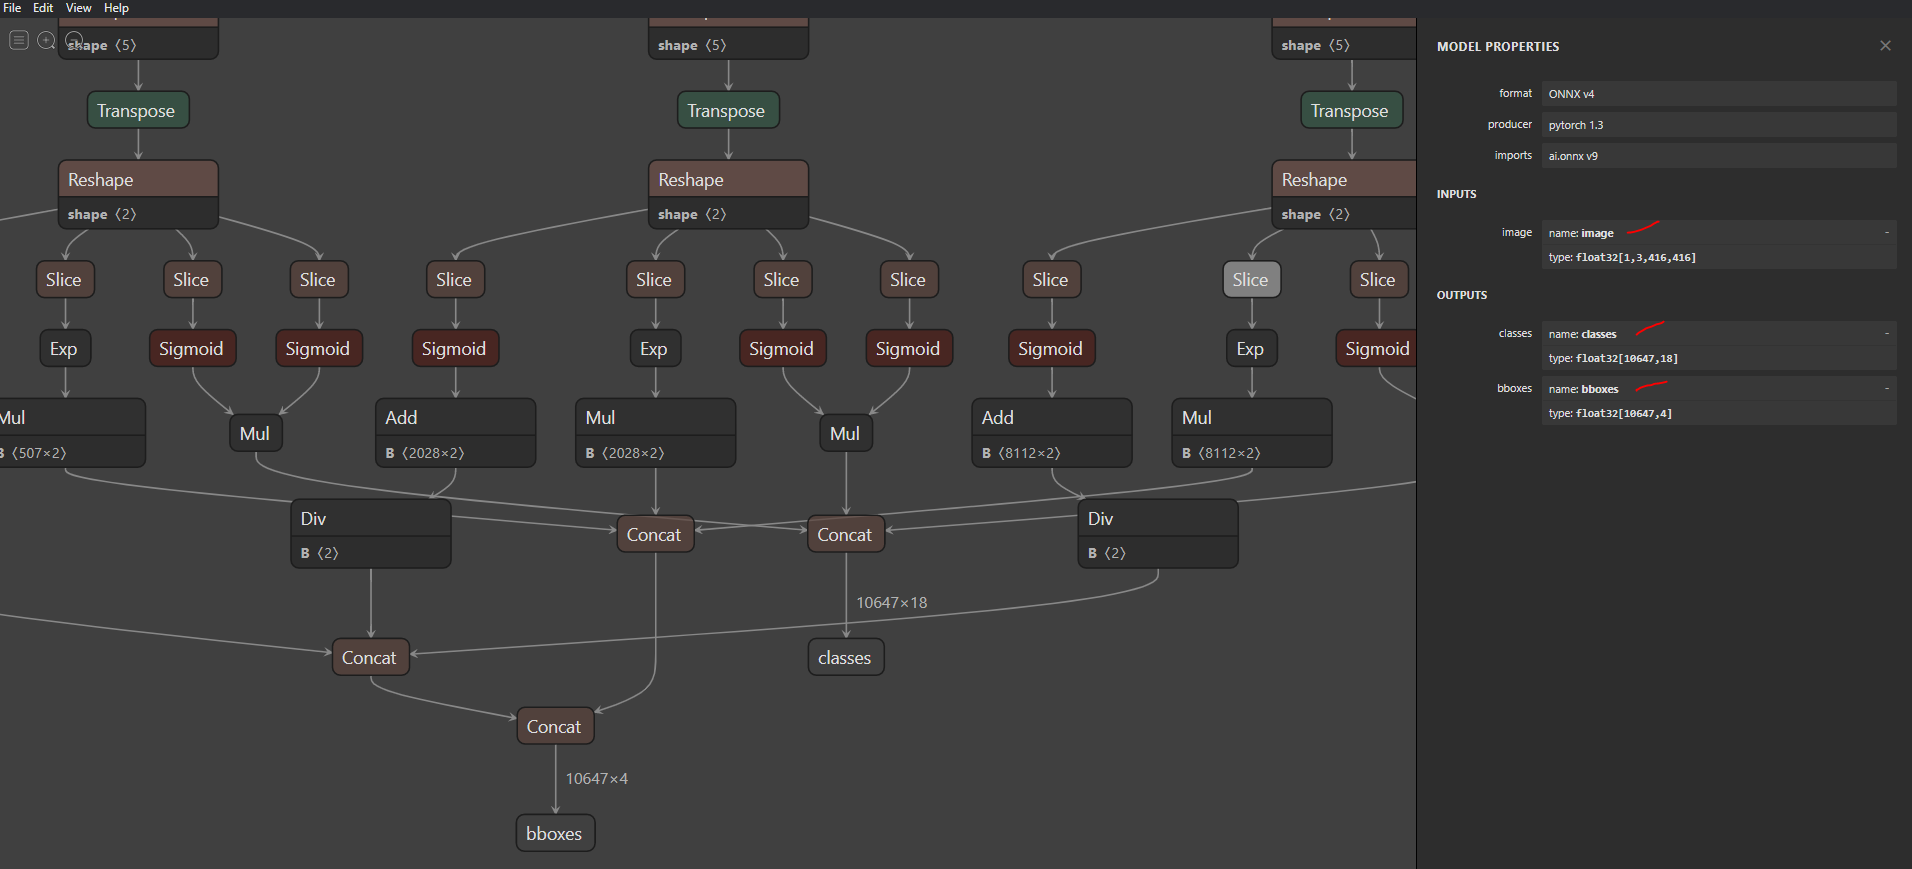 File Edit View Help
shape ⟨5⟩ shape ⟨5⟩ shape ⟨5⟩
Transpose Transpose Transpose
Reshape Reshape Reshape
shape ⟨2⟩ shape ⟨2⟩ shape ⟨2⟩
Slice Slice Slice Slice Slice Slice Slice Slice Slice Slice
Exp Sigmoid Sigmoid Sigmoid Exp Sigmoid Sigmoid Sigmoid Exp Sigmoid
Mul Add Mul Add Mul
B ⟨507×2⟩ B ⟨2028×2⟩ B ⟨2028×2⟩ B ⟨8112×2⟩ B ⟨8112×2⟩
Mul Mul
Div Div
B ⟨2⟩ B ⟨2⟩
Concat Concat
10647×18
Concat classes
Concat
10647×4
bboxes
MODEL PROPERTIES
format ONNX v4
producer pytorch 1.3
imports ai.onnx v9
INPUTS
image name: image -
type: float32[1,3,416,416]
OUTPUTS
classes name: classes -
type: float32[10647,18]
bboxes name: bboxes -
type: float32[10647,4]